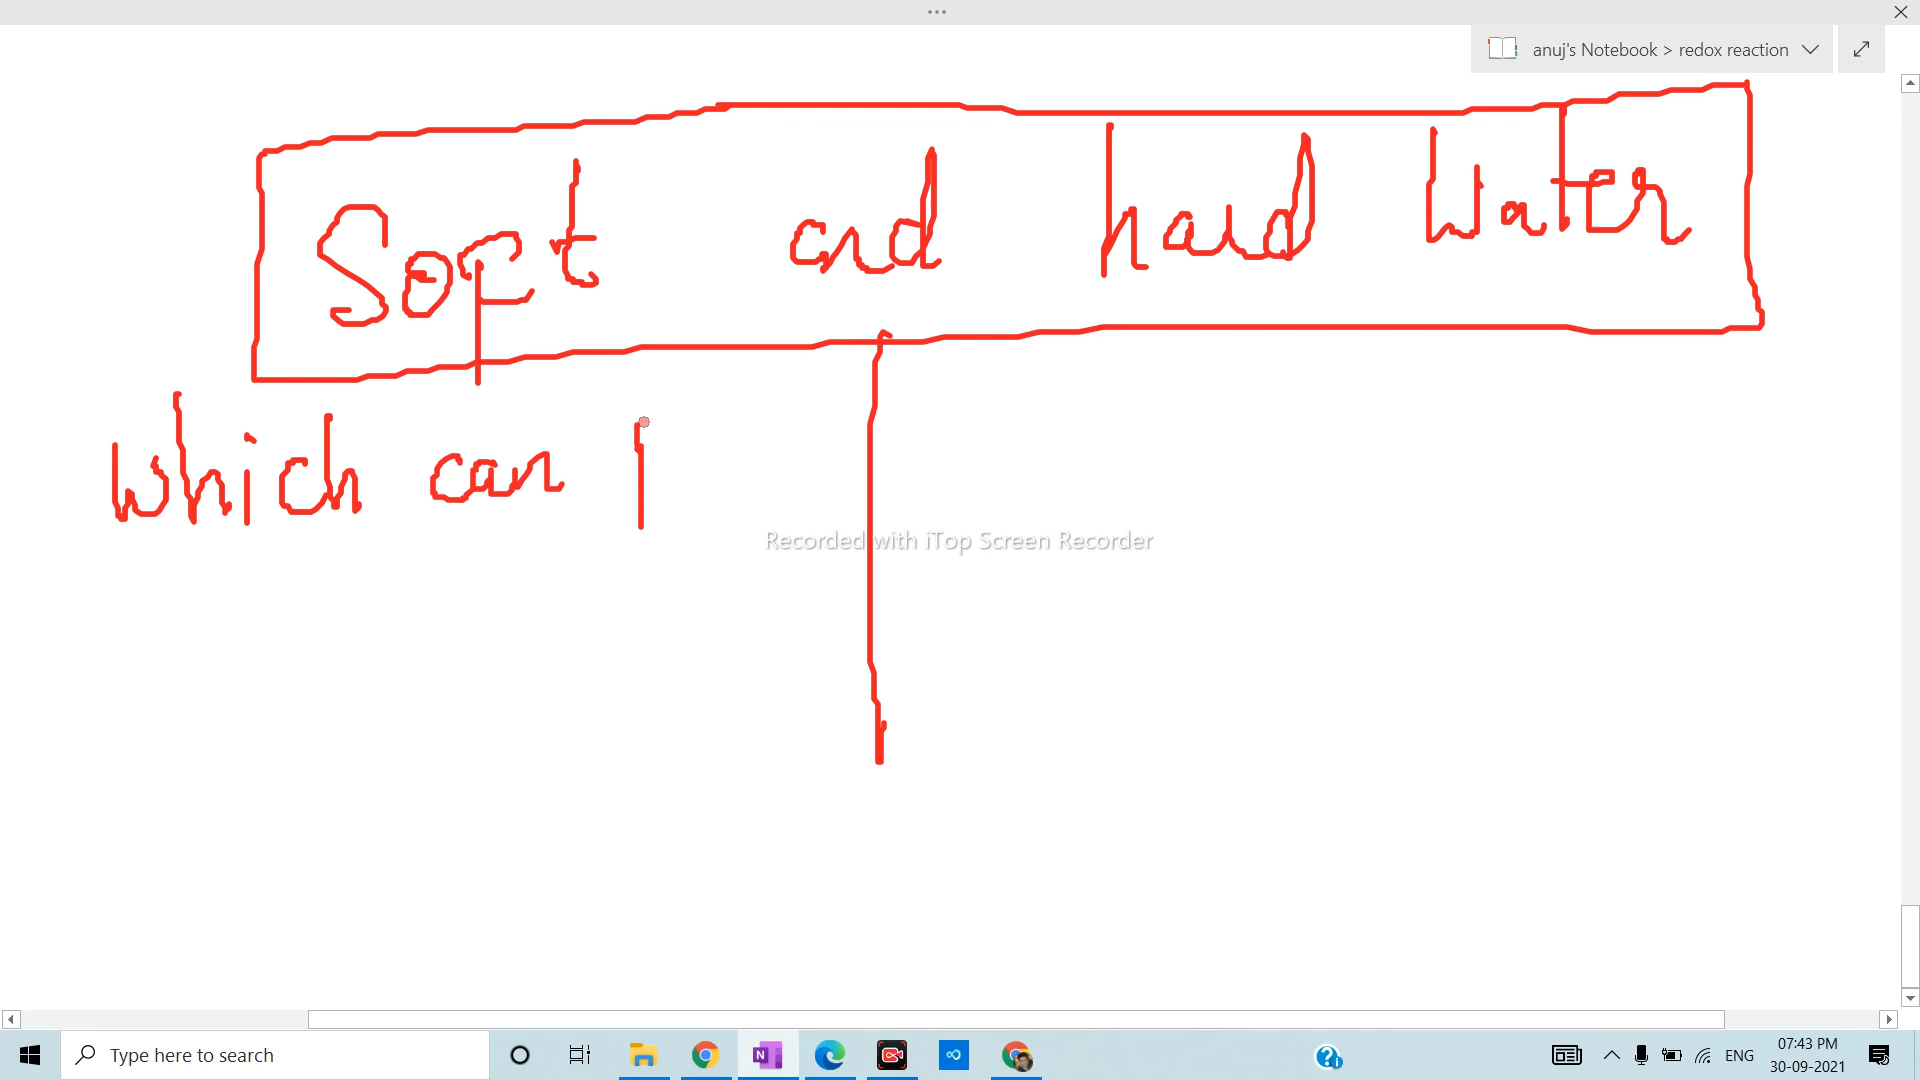 anuj's Notebook > redox reaction
Soft and hard Water
which can
Recorded with iTop Screen Recorder
Type here to search
ENG
07:43 PM
30-09-2021